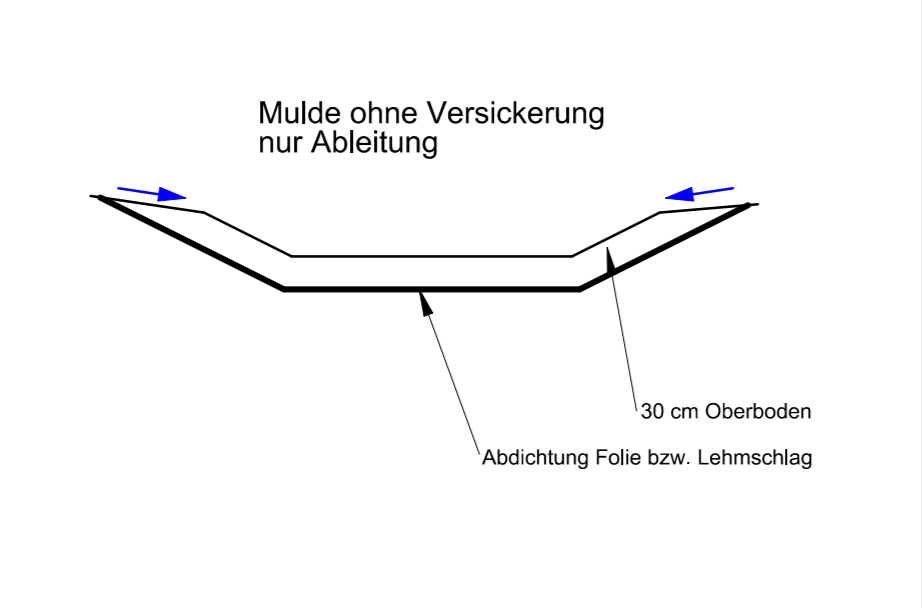 Mulde ohne Versickerung
nur Ableitung
30 cm Oberboden
Abdichtung Folie bzw. Lehmschlag